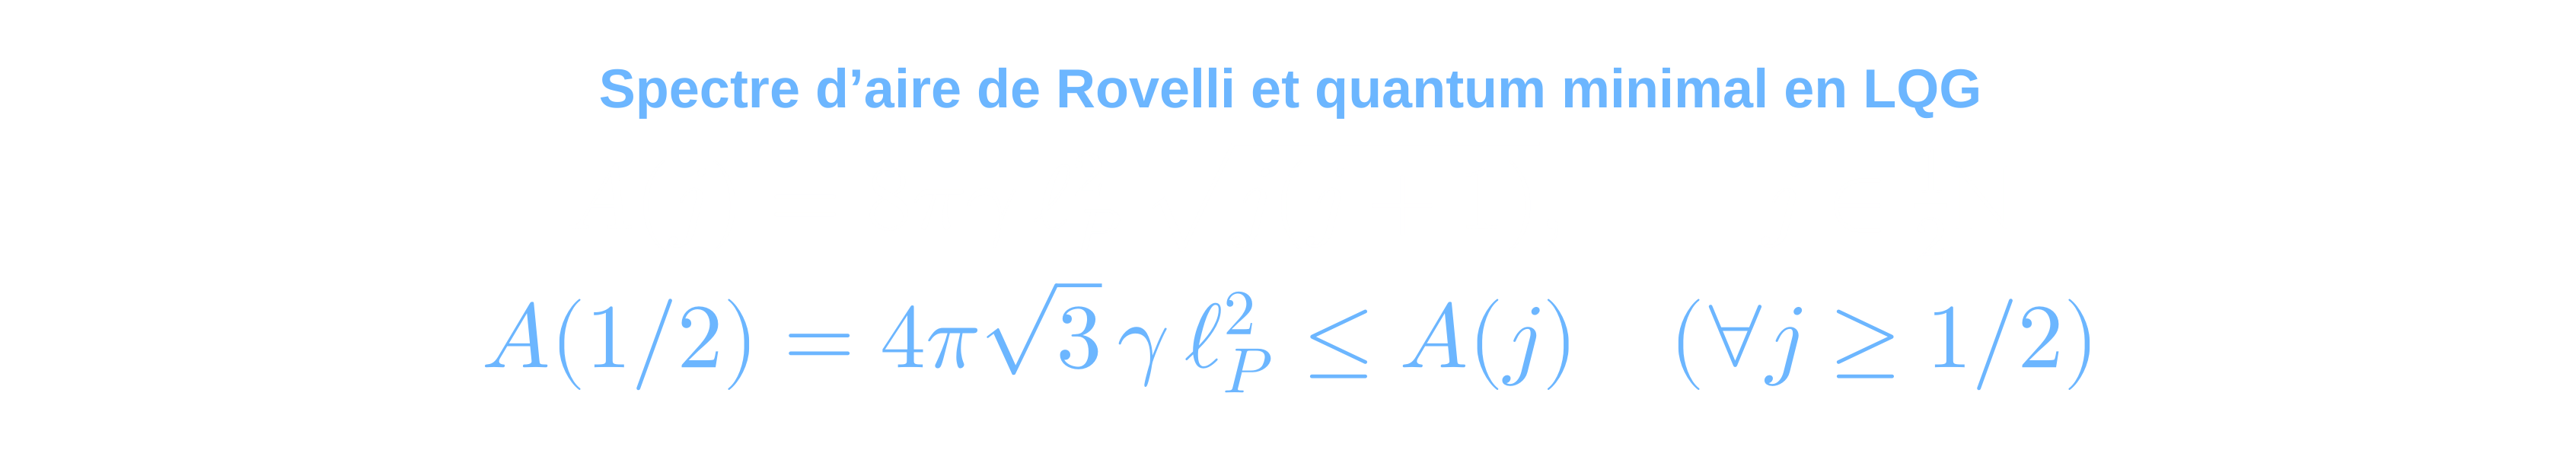 Spectre d’aire de Rovelli et quantum minimal en LQG
A(1/2) = 4π√3 γ ℓ_P^2 ≤ A(j) (∀j ≥ 1/2)